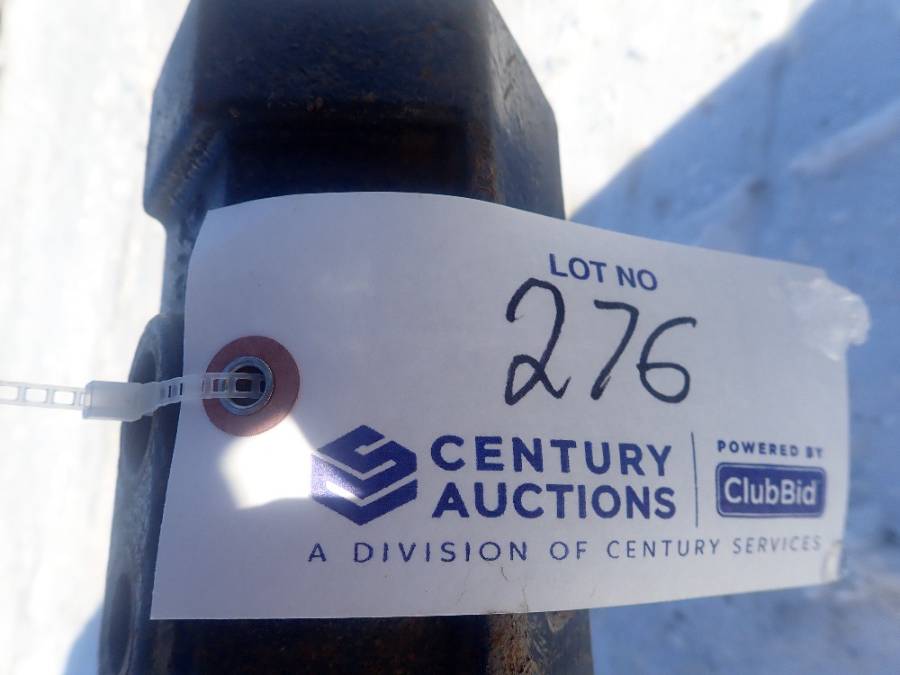 LOT NO
276
CENTURY
AUCTIONS
POWERED BY
ClubBid
A DIVISION OF CENTURY SERVICES